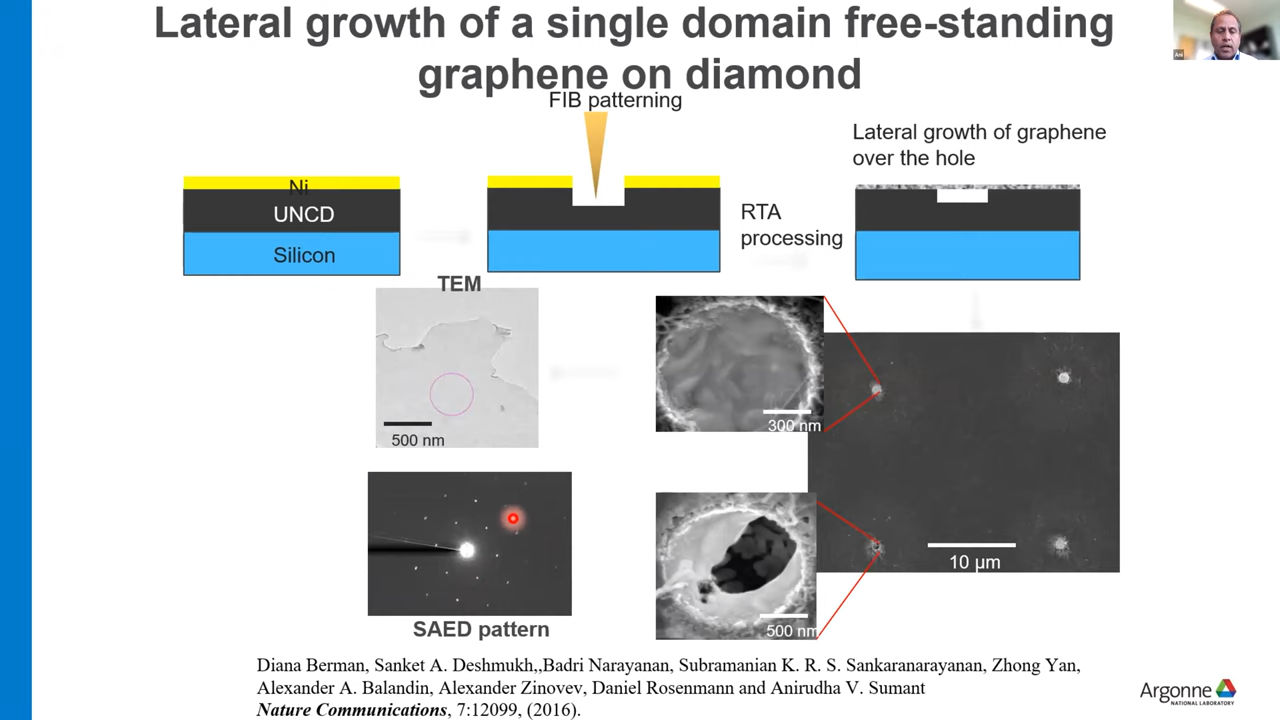 Lateral growth of a single domain free-standing
graphene on diamond
FIB patterning
Lateral growth of graphene
over the hole
Ni
UNCD
Silicon
RTA
processing
TEM
500 nm
300 nm
10 µm
500 nm
SAED pattern
Diana Berman, Sanket A. Deshmukh,,Badri Narayanan, Subramanian K. R. S. Sankaranarayanan, Zhong Yan,
Alexander A. Balandin, Alexander Zinovev, Daniel Rosenmann and Anirudha V. Sumant
Nature Communications, 7:12099, (2016).
Argonne
NATIONAL LABORATORY